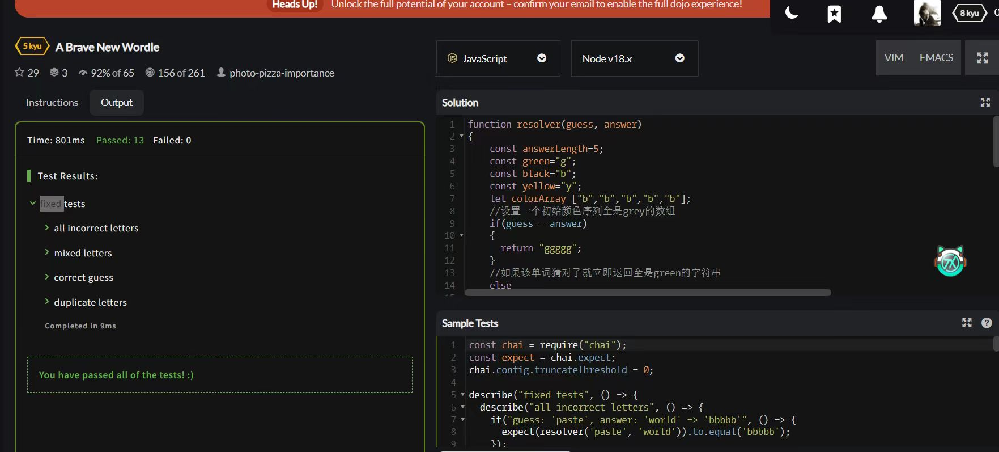 Heads Up! Unlock the full potential of your account – confirm your email to enable the full dojo experience!
8 kyu
5 kyu A Brave New Wordle
29 3 92% of 65 156 of 261 photo-pizza-importance
Instructions Output
Time: 801ms Passed: 13 Failed: 0
Test Results:
fixed tests
all incorrect letters
mixed letters
correct guess
duplicate letters
Completed in 9ms
You have passed all of the tests! :)
JS JavaScript Node v18.x VIM EMACS
Solution
1 function resolver(guess, answer)
2 {
3 const answerLength=5;
4 const green="g";
5 const black="b";
6 const yellow="y";
7 let colorArray=["b","b","b","b","b"];
8 //设置一个初始颜色序列全是grey的数组
9 if(guess===answer)
10 {
11 return "ggggg";
12 }
13 //如果该单词猜对了就立即返回全是green的字符串
14 else
7X
Sample Tests ?
1 const chai = require("chai");
2 const expect = chai.expect;
3 chai.config.truncateThreshold = 0;
4
5 describe("fixed tests", () => {
6 describe("all incorrect letters", () => {
7 it("guess: 'paste', answer: 'world' => 'bbbbb'", () => {
8 expect(resolver('paste', 'world')).to.equal('bbbbb');
9 });